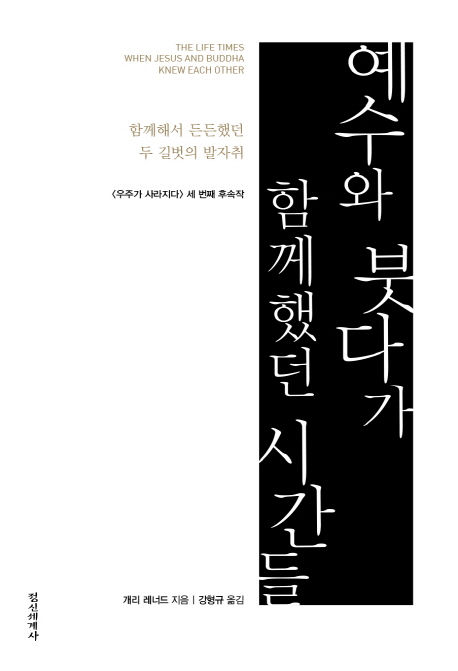 THE LIFE TIMES
WHEN JESUS AND BUDDHA
KNEW EACH OTHER
함께해서 든든했던
두 길벗의 발자취
〈우주가 사라지다〉 세 번째 후속작
예수와 붓다가
함께했던 시간들
개리 레너드 지음 | 강형규 옮김
정신세계사